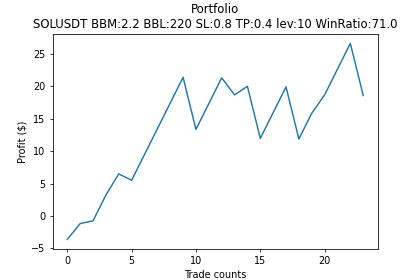 Portfolio
SOLUSDT BBM:2.2 BBL:220 SL:0.8 TP:0.4 lev:10 WinRatio:71.0
25
20
15
10
5
0
−5
Profit ($)
0 5 10 15 20
Trade counts